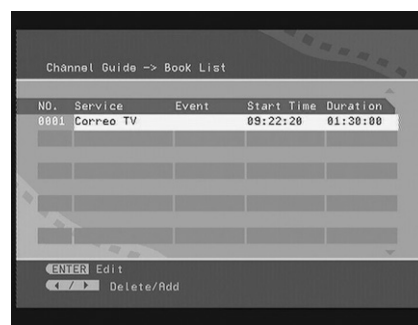 Channel Guide -> Book List
NO. Service Event Start Time Duration
0001 Correo TV 09:22:20 01:30:00
ENTER Edit
◀ / ▶ Delete/Add